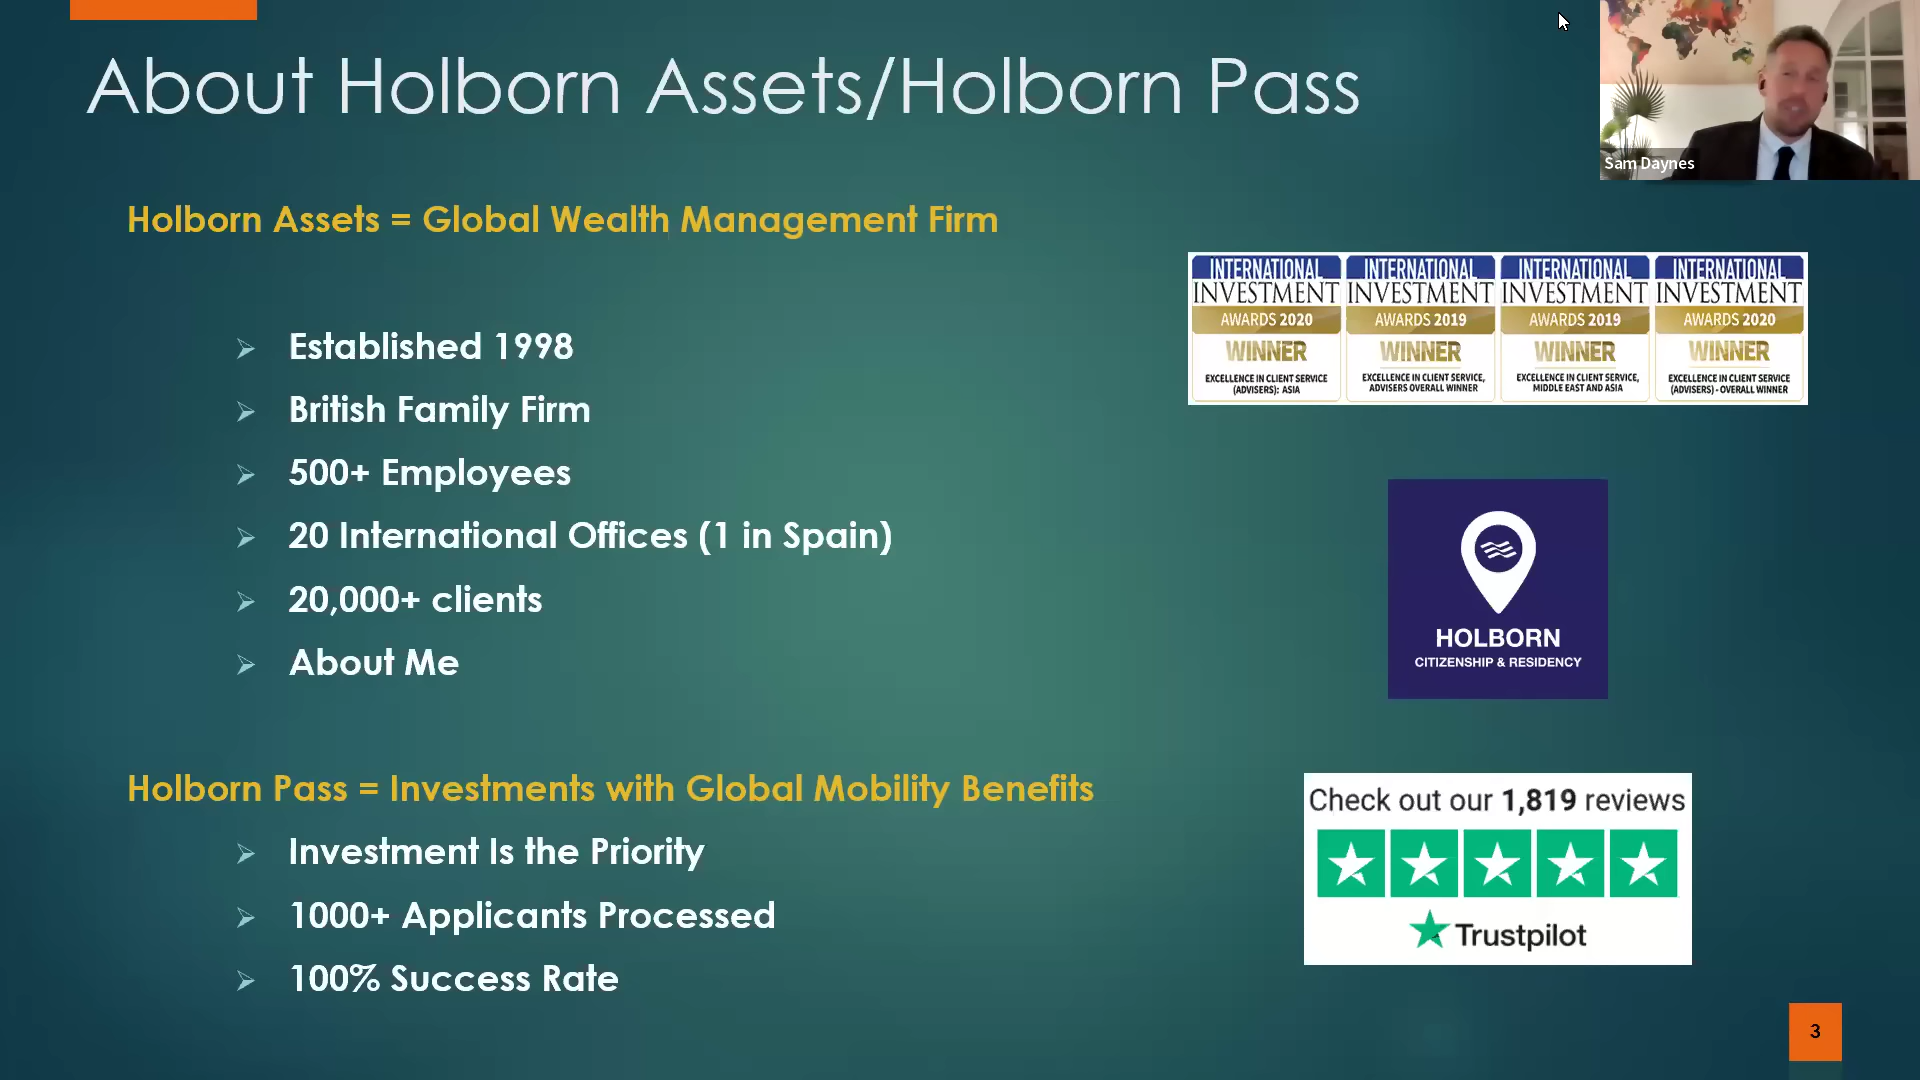 About Holborn Assets/Holborn Pass
Sam Daynes
Holborn Assets = Global Wealth Management Firm
Established 1998
British Family Firm
500+ Employees
20 International Offices (1 in Spain)
20,000+ clients
About Me
Holborn Pass = Investments with Global Mobility Benefits
Investment Is the Priority
1000+ Applicants Processed
100% Success Rate
INTERNATIONAL
INVESTMENT
AWARDS 2020
WINNER
EXCELLENCE IN CLIENT SERVICE
(ADVISERS): ASIA
INTERNATIONAL
INVESTMENT
AWARDS 2019
WINNER
EXCELLENCE IN CLIENT SERVICE,
ADVISERS OVERALL WINNER
INTERNATIONAL
INVESTMENT
AWARDS 2019
WINNER
EXCELLENCE IN CLIENT SERVICE,
MIDDLE EAST AND ASIA
INTERNATIONAL
INVESTMENT
AWARDS 2020
WINNER
EXCELLENCE IN CLIENT SERVICE
(ADVISERS) - OVERALL WINNER
HOLBORN
CITIZENSHIP & RESIDENCY
Check out our 1,819 reviews
Trustpilot
3